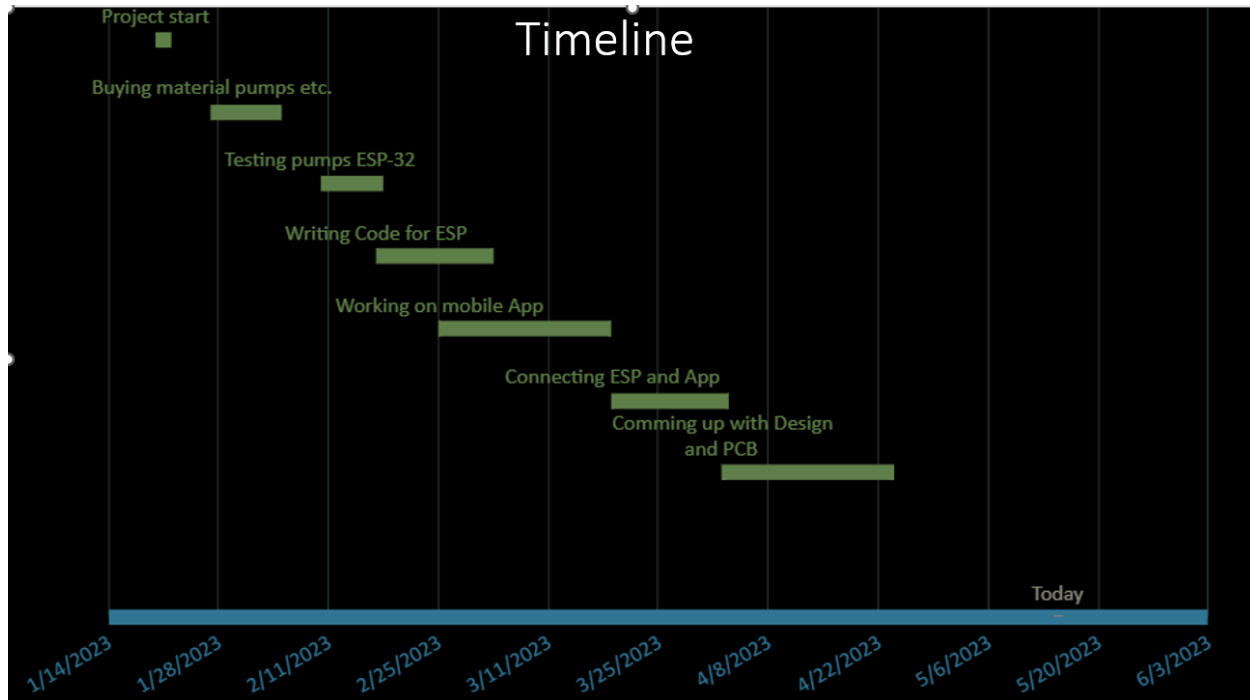 Timeline
Project start
Buying material pumps etc.
Testing pumps ESP-32
Writing Code for ESP
Working on mobile App
Connecting ESP and App
Comming up with Design
and PCB
Today
1/14/2023
1/28/2023
2/11/2023
2/25/2023
3/11/2023
3/25/2023
4/8/2023
4/22/2023
5/6/2023
5/20/2023
6/3/2023